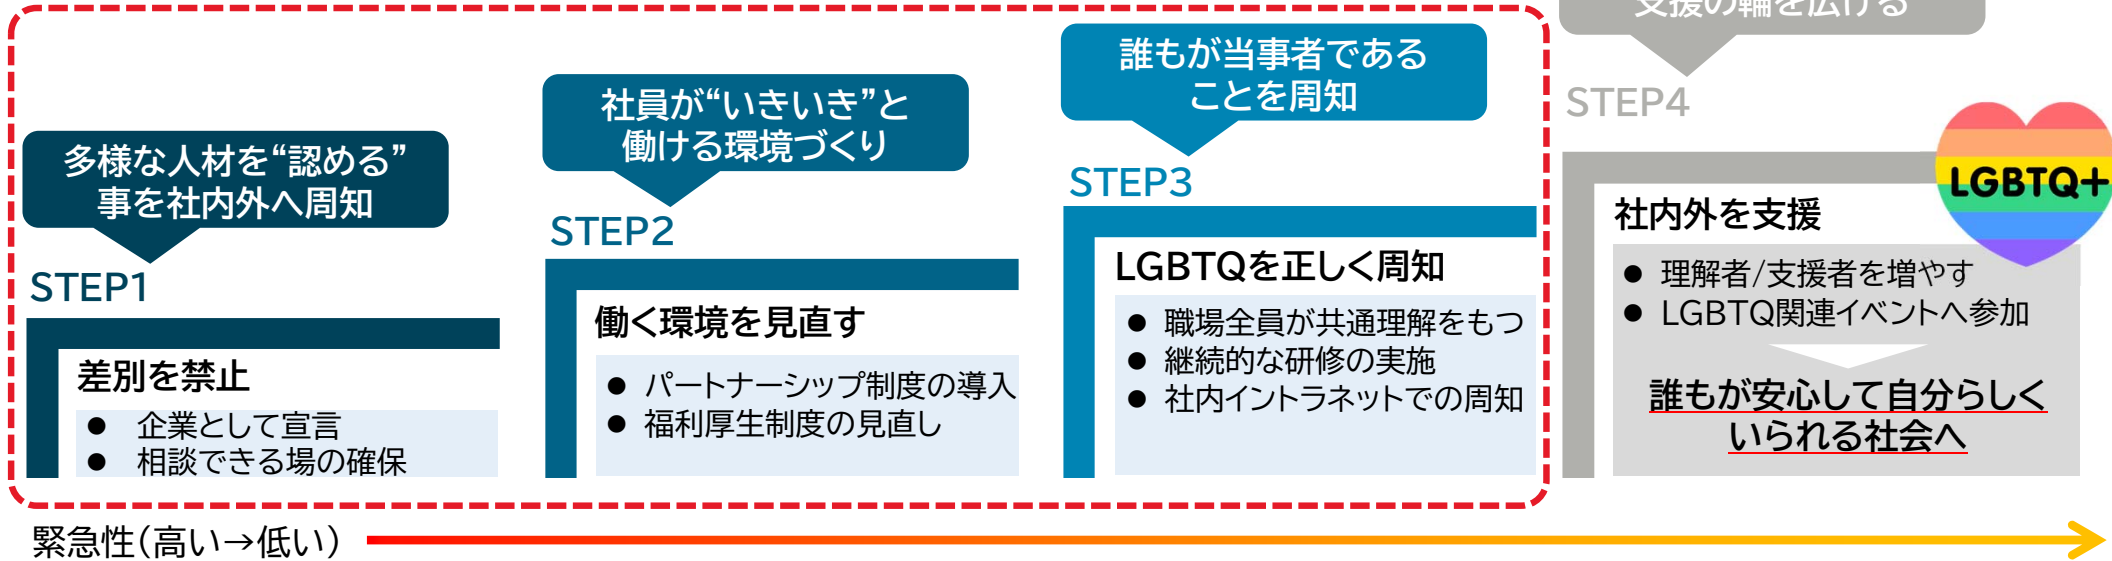 多様な人材を“認める”
事を社内外へ周知
STEP1
差別を禁止
● 企業として宣言
● 相談できる場の確保
社員が“いきいき”と
働ける環境づくり
STEP2
働く環境を見直す
● パートナーシップ制度の導入
● 福利厚生制度の見直し
誰もが当事者である
ことを周知
STEP3
LGBTQを正しく周知
● 職場全員が共通理解をもつ
● 継続的な研修の実施
● 社内イントラネットでの周知
支援の輪を広げる
STEP4
LGBTQ+
社内外を支援
● 理解者/支援者を増やす
● LGBTQ関連イベントへ参加
誰もが安心して自分らしく
いられる社会へ
緊急性(高い→低い)